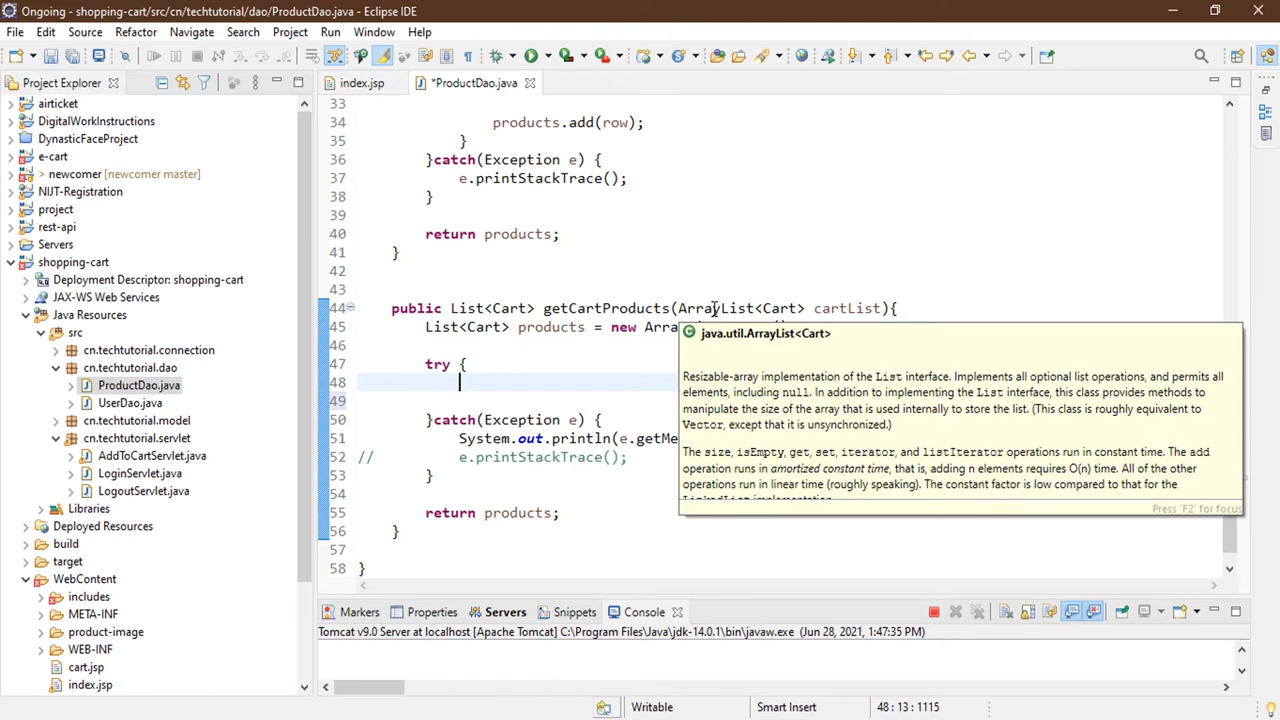 Ongoing - shopping-cart/src/cn/techtutorial/dao/ProductDao.java - Eclipse IDE
File Edit Source Refactor Navigate Search Project Run Window Help
Project Explorer
index.jsp
*ProductDao.java
airticket
DigitalWorkInstructions
DynasticFaceProject
e-cart
> newcomer [newcomer master]
NIJT-Registration
project
rest-api
Servers
shopping-cart
Deployment Descriptor: shopping-cart
JAX-WS Web Services
Java Resources
src
cn.techtutorial.connection
cn.techtutorial.dao
ProductDao.java
UserDao.java
cn.techtutorial.model
cn.techtutorial.servlet
AddToCartServlet.java
LoginServlet.java
LogoutServlet.java
Libraries
Deployed Resources
build
target
WebContent
includes
META-INF
product-image
WEB-INF
cart.jsp
index.jsp
33
34 products.add(row);
35 }
36 }catch(Exception e) {
37 e.printStackTrace();
38 }
39
40 return products;
41 }
42
43
44 public List<Cart> getCartProducts(ArrayList<Cart> cartList){
45 List<Cart> products = new Arra
46
47 try {
48
49
50 }catch(Exception e) {
51 System.out.println(e.getMe
52 // e.printStackTrace();
53 }
54
55 return products;
56 }
57
58 }
java.util.ArrayList<Cart>
Resizable-array implementation of the List interface. Implements all optional list operations, and permits all
elements, including null. In addition to implementing the List interface, this class provides methods to
manipulate the size of the array that is used internally to store the list. (This class is roughly equivalent to
Vector, except that it is unsynchronized.)
The size, isEmpty, get, set, iterator, and listIterator operations run in constant time. The add
operation runs in amortized constant time, that is, adding n elements requires O(n) time. All of the other
operations run in linear time (roughly speaking). The constant factor is low compared to that for the
LinkedList implementation.
Press 'F2' for focus
Markers Properties Servers Snippets Console
Tomcat v9.0 Server at localhost [Apache Tomcat] C:\Program Files\Java\jdk-14.0.1\bin\javaw.exe (Jun 28, 2021, 1:47:35 PM)
Writable Smart Insert 48 : 13 : 1115